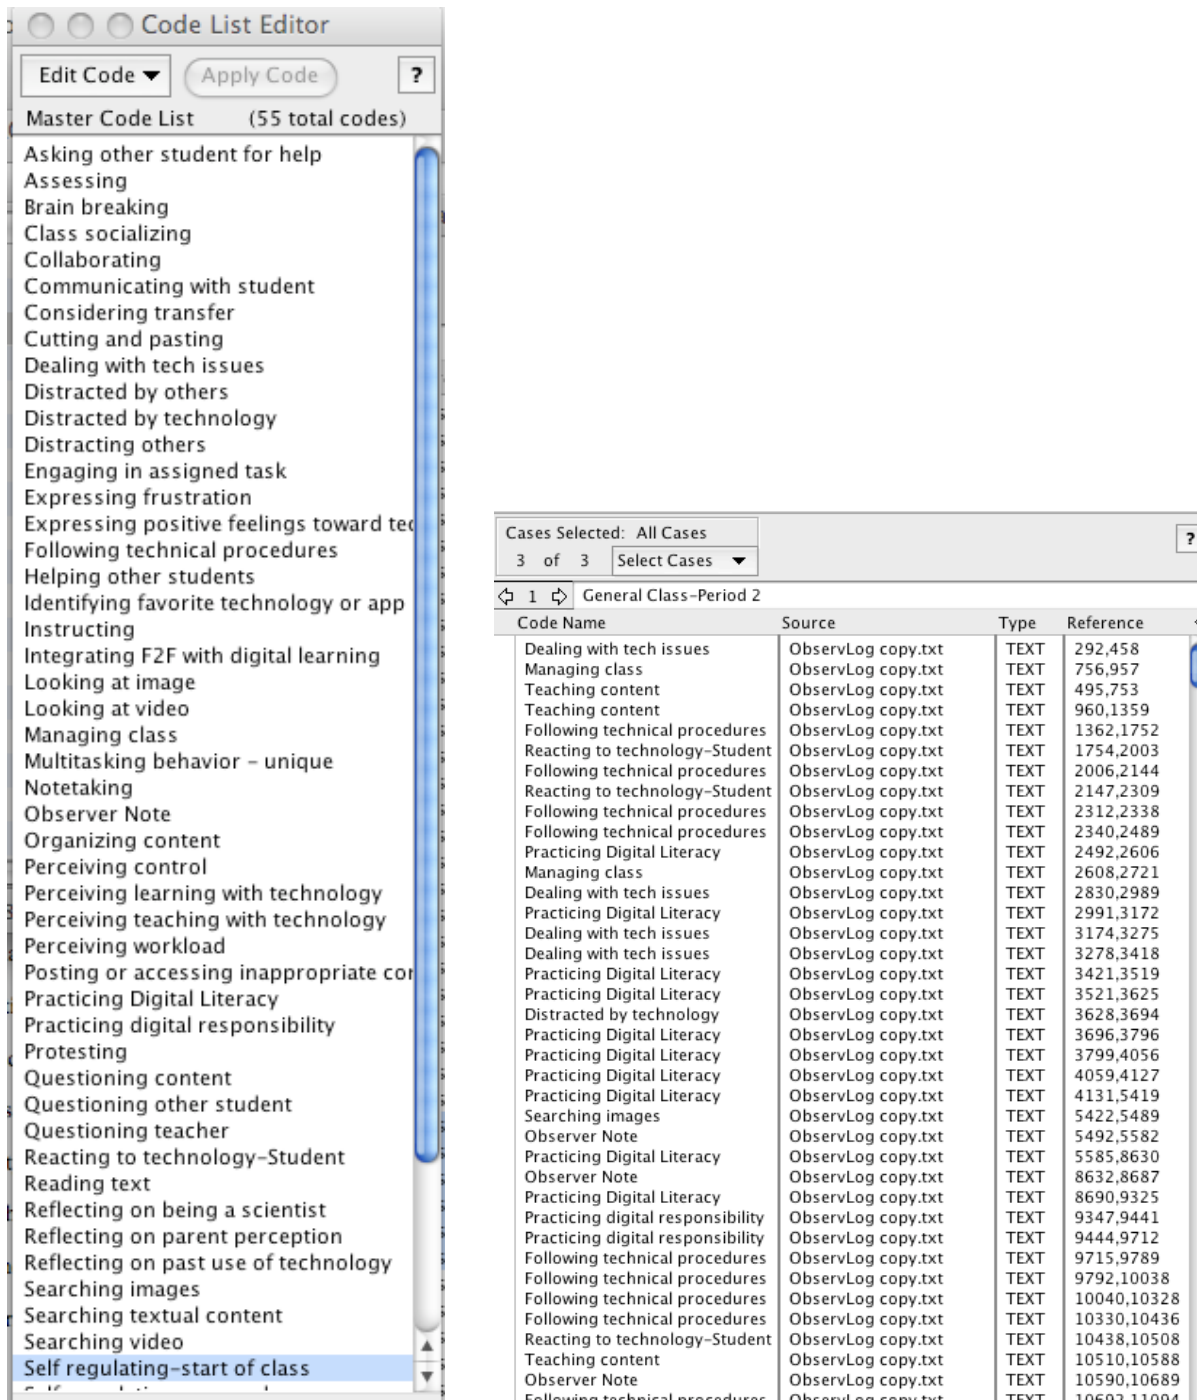 Code List Editor
Edit Code
Apply Code
?
Master Code List (55 total codes)
Asking other student for help
Assessing
Brain breaking
Class socializing
Collaborating
Communicating with student
Considering transfer
Cutting and pasting
Dealing with tech issues
Distracted by others
Distracted by technology
Distracting others
Engaging in assigned task
Expressing frustration
Expressing positive feelings toward tec
Following technical procedures
Helping other students
Identifying favorite technology or app
Instructing
Integrating F2F with digital learning
Looking at image
Looking at video
Managing class
Multitasking behavior – unique
Notetaking
Observer Note
Organizing content
Perceiving control
Perceiving learning with technology
Perceiving teaching with technology
Perceiving workload
Posting or accessing inappropriate cor
Practicing Digital Literacy
Practicing digital responsibility
Protesting
Questioning content
Questioning other student
Questioning teacher
Reacting to technology–Student
Reading text
Reflecting on being a scientist
Reflecting on parent perception
Reflecting on past use of technology
Searching images
Searching textual content
Searching video
Self regulating–start of class
Cases Selected: All Cases
?
3 of 3 Select Cases
1 General Class–Period 2
Code Name Source Type Reference
Dealing with tech issues ObservLog copy.txt TEXT 292,458
Managing class ObservLog copy.txt TEXT 756,957
Teaching content ObservLog copy.txt TEXT 495,753
Teaching content ObservLog copy.txt TEXT 960,1359
Following technical procedures ObservLog copy.txt TEXT 1362,1752
Reacting to technology–Student ObservLog copy.txt TEXT 1754,2003
Following technical procedures ObservLog copy.txt TEXT 2006,2144
Reacting to technology–Student ObservLog copy.txt TEXT 2147,2309
Following technical procedures ObservLog copy.txt TEXT 2312,2338
Following technical procedures ObservLog copy.txt TEXT 2340,2489
Practicing Digital Literacy ObservLog copy.txt TEXT 2492,2606
Managing class ObservLog copy.txt TEXT 2608,2721
Dealing with tech issues ObservLog copy.txt TEXT 2830,2989
Practicing Digital Literacy ObservLog copy.txt TEXT 2991,3172
Dealing with tech issues ObservLog copy.txt TEXT 3174,3275
Dealing with tech issues ObservLog copy.txt TEXT 3278,3418
Practicing Digital Literacy ObservLog copy.txt TEXT 3421,3519
Practicing Digital Literacy ObservLog copy.txt TEXT 3521,3625
Distracted by technology ObservLog copy.txt TEXT 3628,3694
Practicing Digital Literacy ObservLog copy.txt TEXT 3696,3796
Practicing Digital Literacy ObservLog copy.txt TEXT 3799,4056
Practicing Digital Literacy ObservLog copy.txt TEXT 4059,4127
Practicing Digital Literacy ObservLog copy.txt TEXT 4131,5419
Searching images ObservLog copy.txt TEXT 5422,5489
Observer Note ObservLog copy.txt TEXT 5492,5582
Practicing Digital Literacy ObservLog copy.txt TEXT 5585,8630
Observer Note ObservLog copy.txt TEXT 8632,8687
Practicing Digital Literacy ObservLog copy.txt TEXT 8690,9325
Practicing digital responsibility ObservLog copy.txt TEXT 9347,9441
Practicing digital responsibility ObservLog copy.txt TEXT 9444,9712
Following technical procedures ObservLog copy.txt TEXT 9715,9789
Following technical procedures ObservLog copy.txt TEXT 9792,10038
Following technical procedures ObservLog copy.txt TEXT 10040,10328
Following technical procedures ObservLog copy.txt TEXT 10330,10436
Reacting to technology–Student ObservLog copy.txt TEXT 10438,10508
Teaching content ObservLog copy.txt TEXT 10510,10588
Observer Note ObservLog copy.txt TEXT 10590,10689
Following technical procedures ObservLog copy.txt TEXT